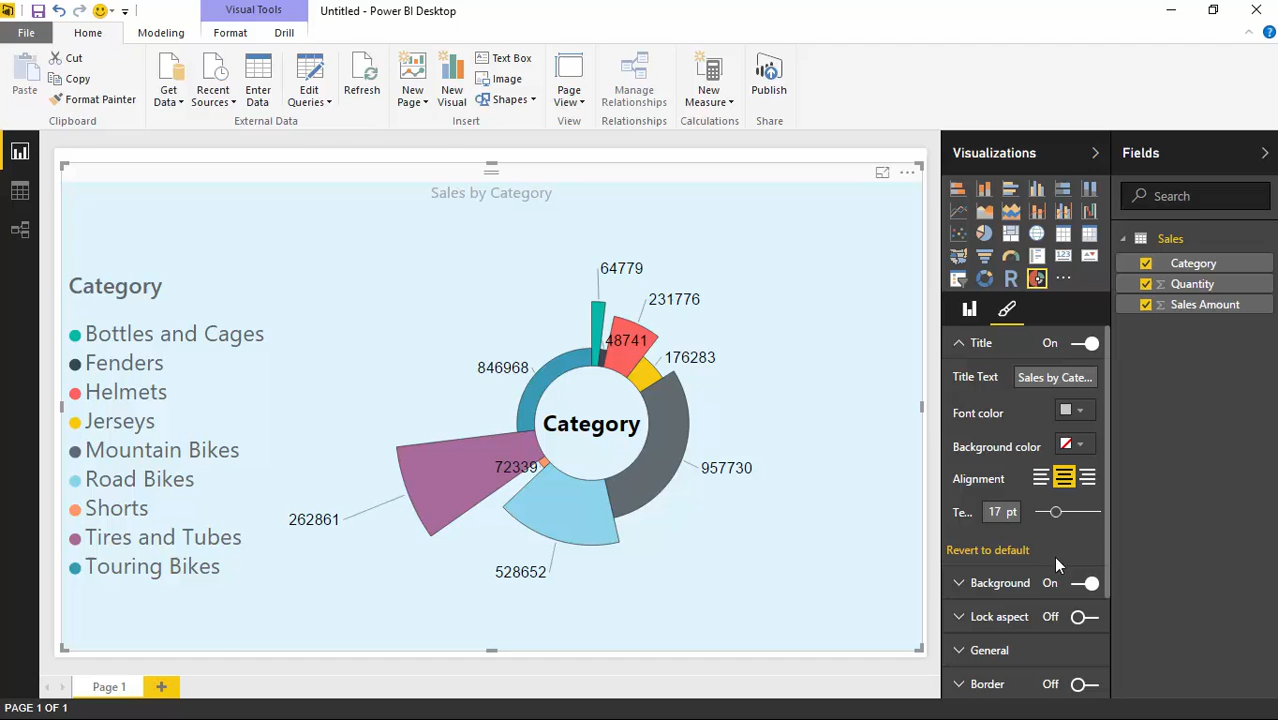 Visual Tools
Untitled - Power BI Desktop
File
Home
Modeling
Format
Drill
Paste
Cut
Copy
Format Painter
Clipboard
Get Data
Recent Sources
Enter Data
Edit Queries
Refresh
External Data
New Page
New Visual
Text Box
Image
Shapes
Insert
Page View
View
Manage Relationships
Relationships
New Measure
Calculations
Publish
Share
Sales by Category
Category
Bottles and Cages
Fenders
Helmets
Jerseys
Mountain Bikes
Road Bikes
Shorts
Tires and Tubes
Touring Bikes
64779
231776
48741
176283
846968
Category
72339
957730
262861
528652
Visualizations
R
Title On
Title Text Sales by Cate...
Font color
Background color
Alignment
Te... 17 pt
Revert to default
Background On
Lock aspect Off
General
Border Off
Fields
Search
Sales
Category
Σ Quantity
Σ Sales Amount
Page 1
PAGE 1 OF 1